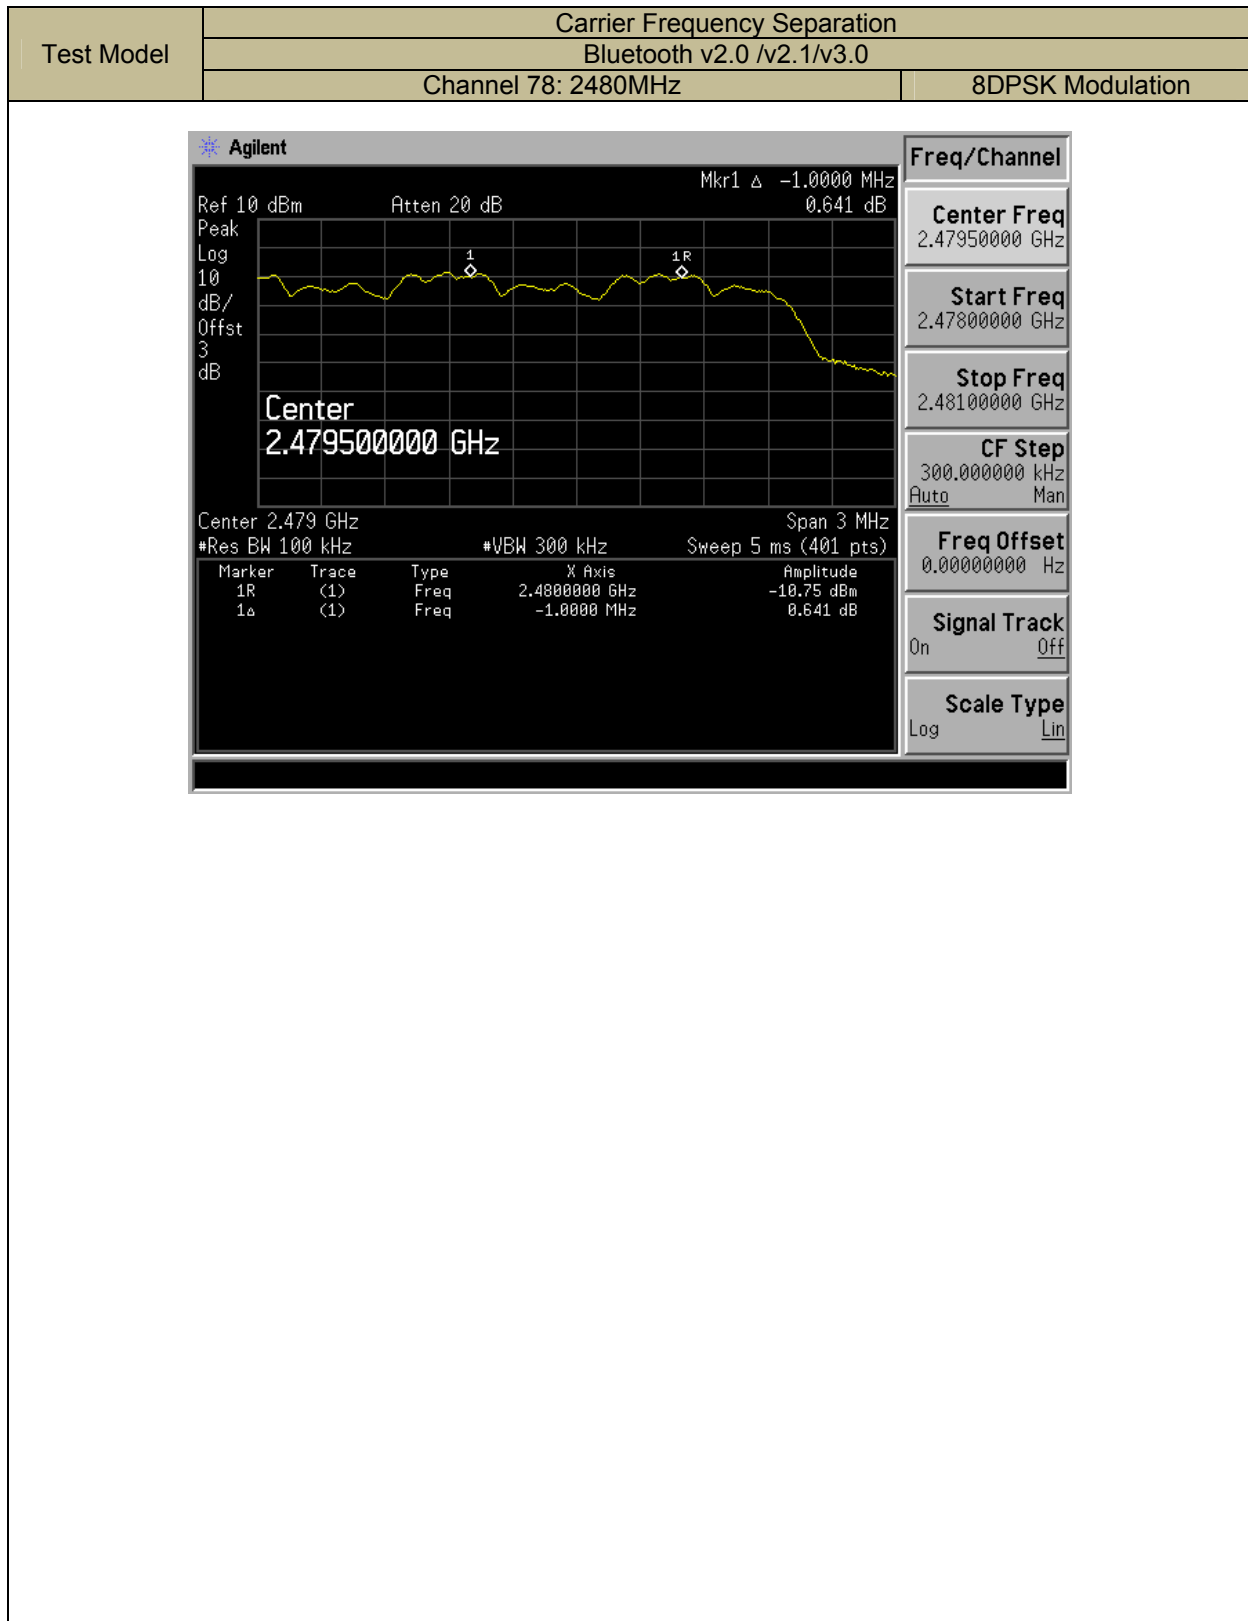 Test Model
Carrier Frequency Separation
Bluetooth v2.0 /v2.1/v3.0
Channel 78: 2480MHz
8DPSK Modulation
Agilent
Mkr1 Δ -1.0000 MHz
Ref 10 dBm Atten 20 dB 0.641 dB
Peak
Log
10
dB/
Offst
3
dB
1
1R
Center
2.479500000 GHz
Center 2.479 GHz Span 3 MHz
#Res BW 100 kHz #VBW 300 kHz Sweep 5 ms (401 pts)
Marker Trace Type X Axis Amplitude
1R (1) Freq 2.4800000 GHz -10.75 dBm
1Δ (1) Freq -1.0000 MHz 0.641 dB
Freq/Channel
Center Freq
2.47950000 GHz
Start Freq
2.47800000 GHz
Stop Freq
2.48100000 GHz
CF Step
300.000000 kHz
Auto Man
Freq Offset
0.00000000 Hz
Signal Track
On Off
Scale Type
Log Lin